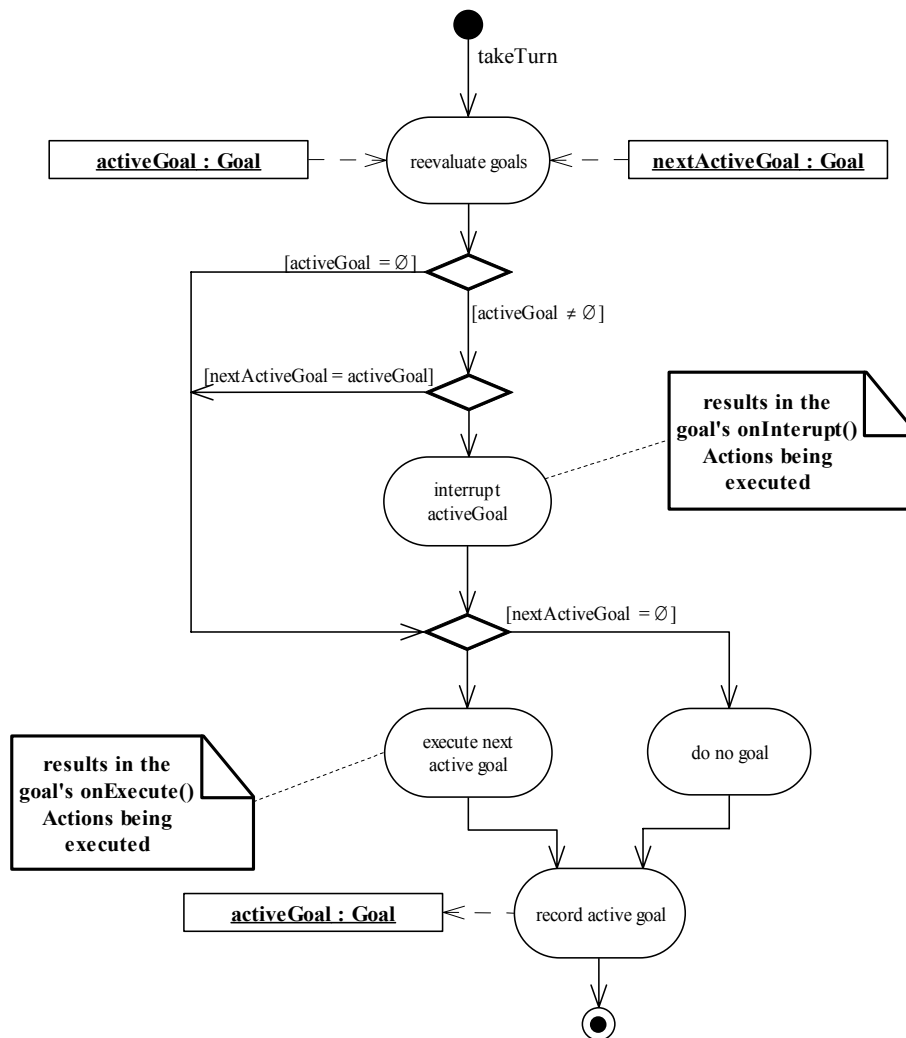 takeTurn
activeGoal : Goal
reevaluate goals
nextActiveGoal : Goal
[activeGoal = ∅]
[activeGoal ≠ ∅]
[nextActiveGoal = activeGoal]
results in the
goal's onInterupt()
Actions being
executed
interrupt
activeGoal
[nextActiveGoal = ∅]
execute next
active goal
do no goal
results in the
goal's onExecute()
Actions being
executed
activeGoal : Goal
record active goal